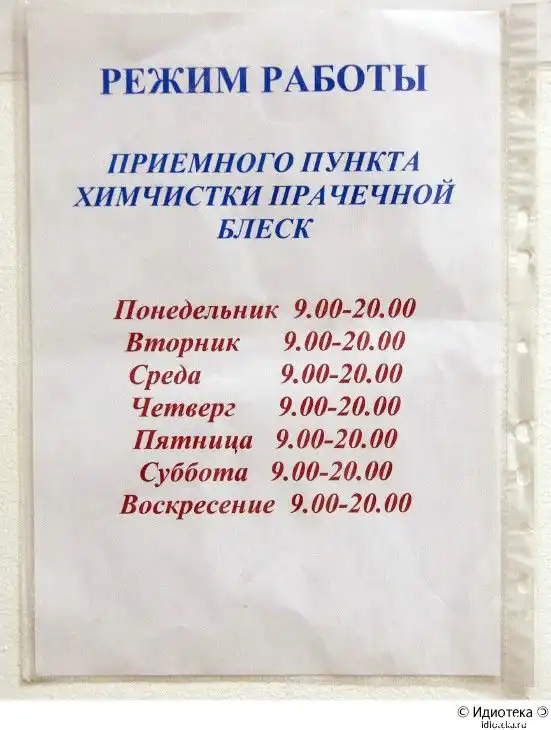 РЕЖИМ РАБОТЫ
ПРИЕМНОГО ПУНКТА
ХИМЧИСТКИ ПРАЧЕЧНОЙ
БЛЕСК
Понедельник 9.00-20.00
Вторник 9.00-20.00
Среда 9.00-20.00
Четверг 9.00-20.00
Пятница 9.00-20.00
Суббота 9.00-20.00
Воскресение 9.00-20.00
© Идиотека